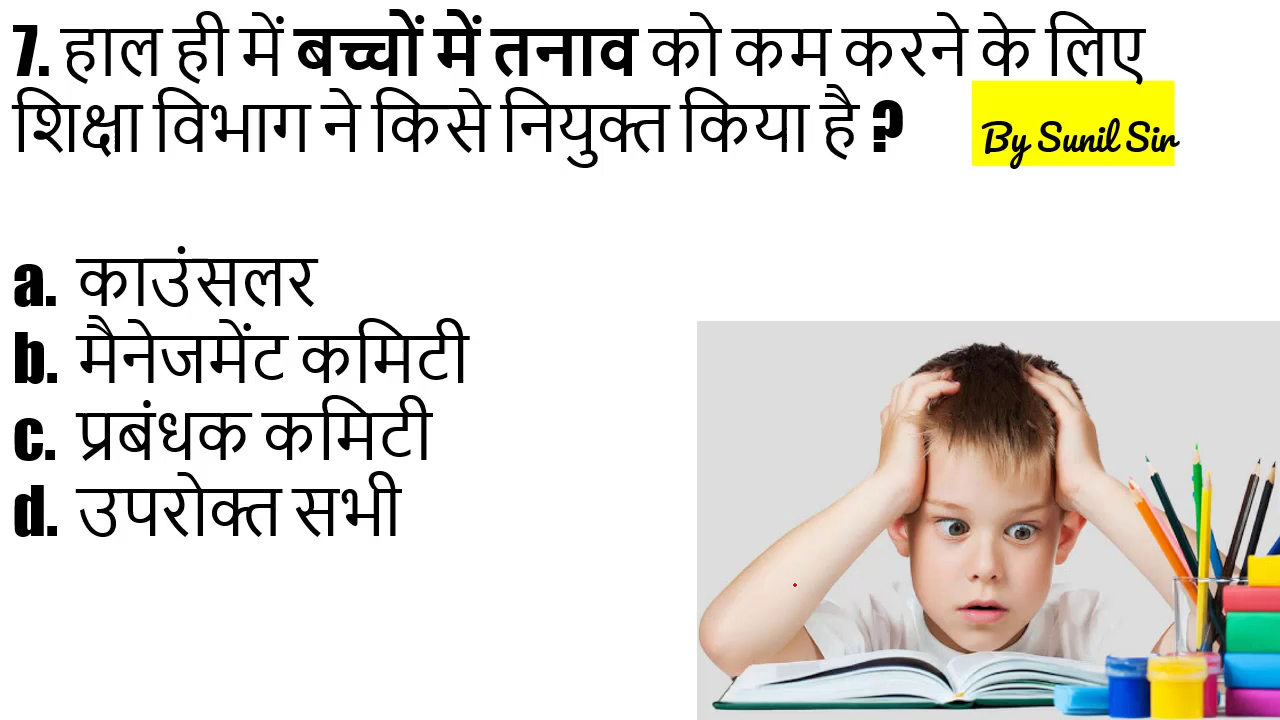 7. हाल ही में बच्चों में तनाव को कम करने के लिए
शिक्षा विभाग ने किसे नियुक्त किया है ?
By Sunil Sir
a. काउंसलर
b. मैनेजमेंट कमिटी
c. प्रबंधक कमिटी
d. उपरोक्त सभी